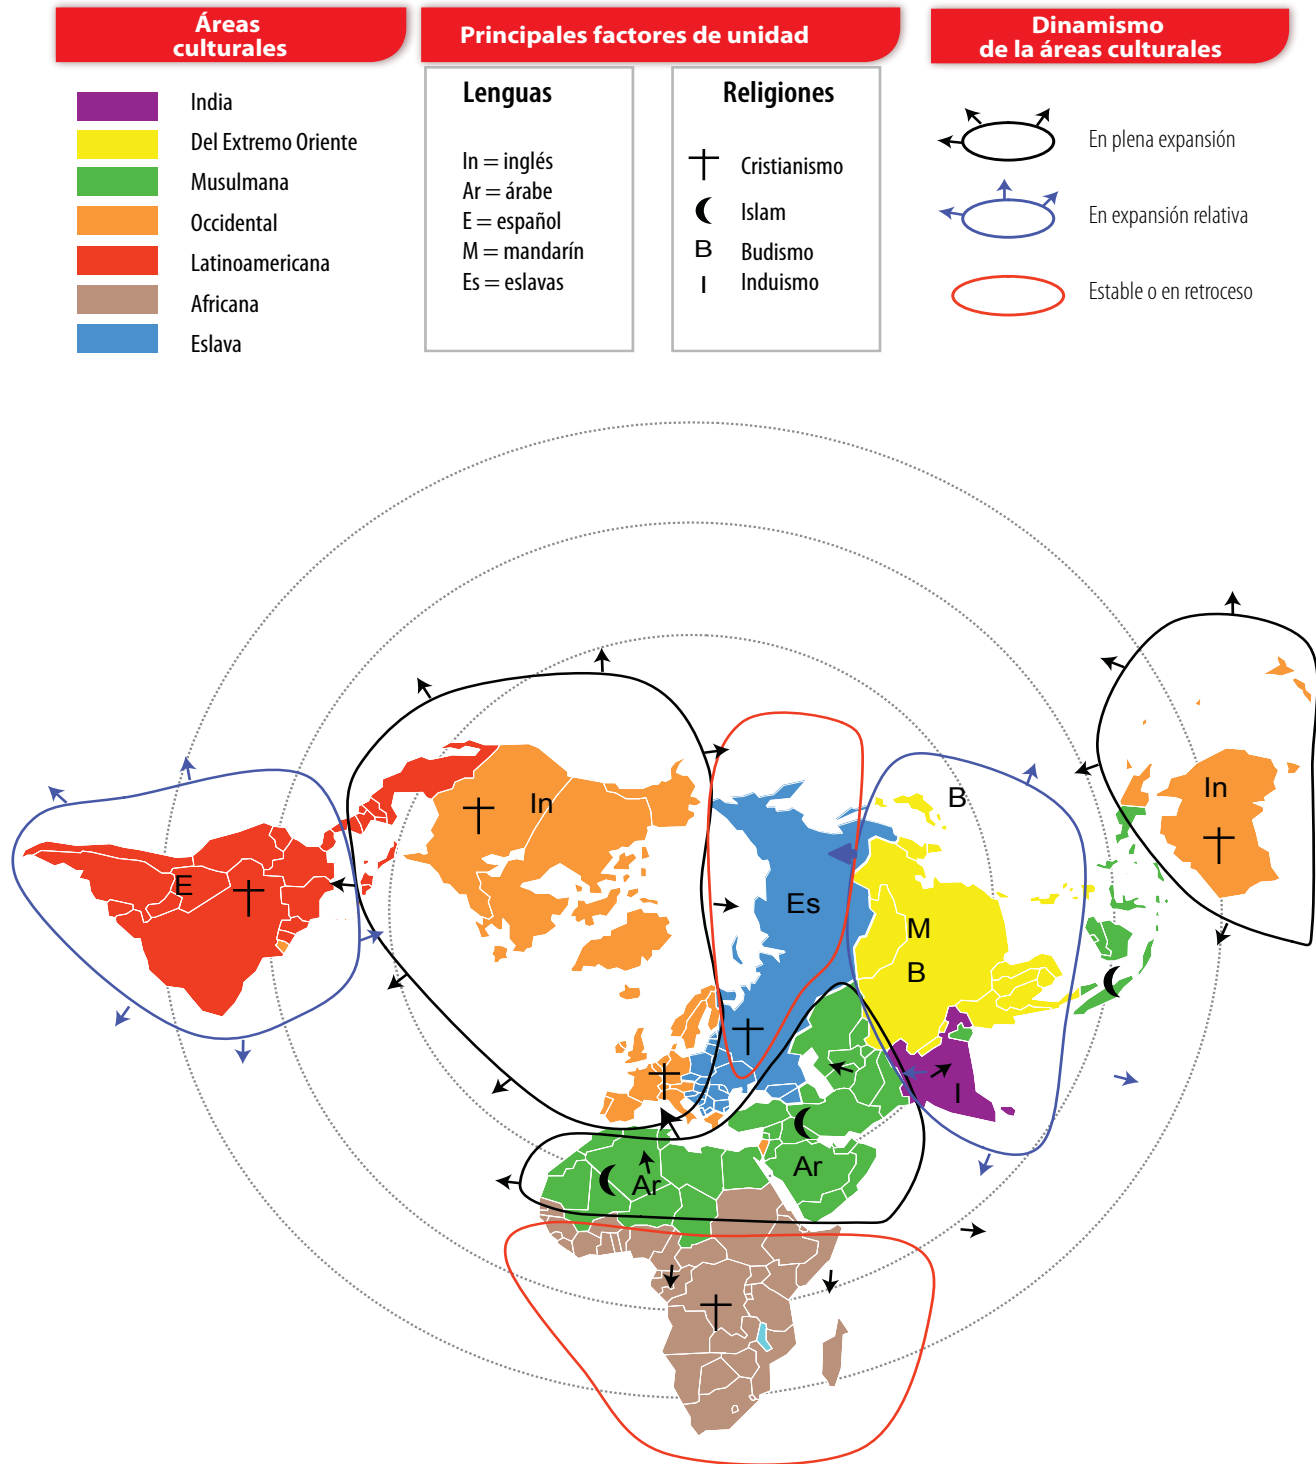 Áreas
culturales
India
Del Extremo Oriente
Musulmana
Occidental
Latinoamericana
Africana
Eslava
Principales factores de unidad
Lenguas
In = inglés
Ar = árabe
E = español
M = mandarín
Es = eslavas
Religiones
Cristianismo
Islam
B Budismo
I Induismo
Dinamismo
de la áreas culturales
En plena expansión
En expansión relativa
Estable o en retroceso
In
B
In
E
Es
M
B
I
Ar
Ar